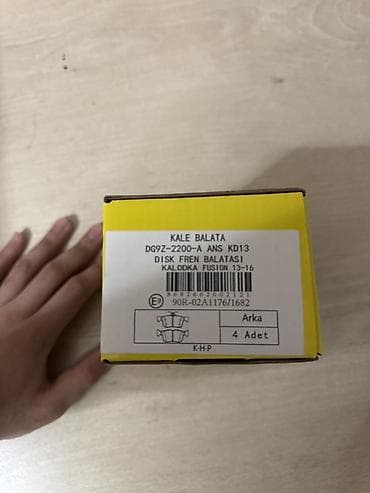 KALE BALATA
DG9Z-2200-A ANS KD13
DISK FREN BALATASI
KALODKA FUSION 13-16
8682662002121
E 90R-02A1176/1682
Arka
4 Adet
K-H-P